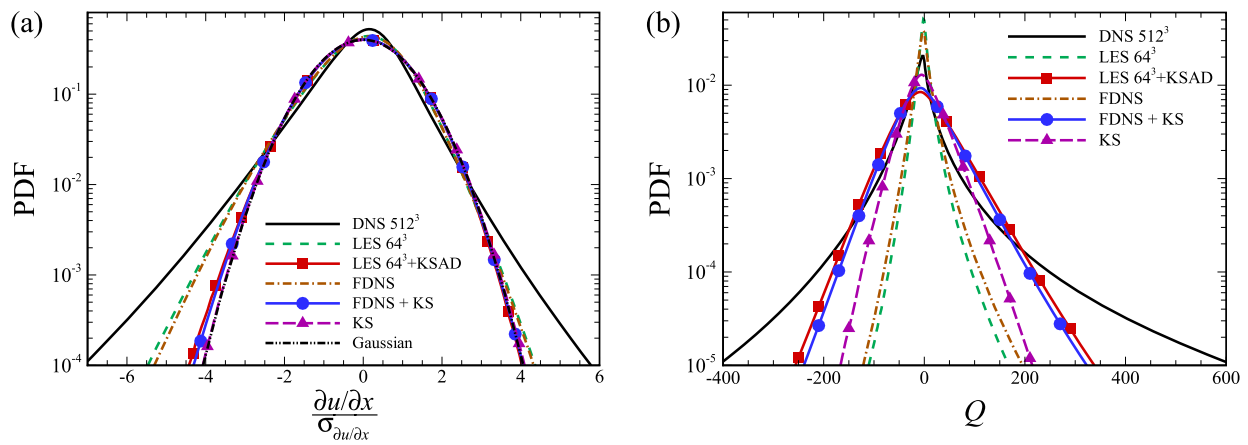 (a)
PDF
10⁻¹
10⁻²
10⁻³
10⁻⁴
-6 -4 -2 0 2 4 6
∂u/∂x
σ∂u/∂x
DNS 512³
LES 64³
LES 64³+KSAD
FDNS
FDNS + KS
KS
Gaussian
(b)
PDF
10⁻²
10⁻³
10⁻⁴
10⁻⁵
-400 -200 0 200 400 600
Q
DNS 512³
LES 64³
LES 64³+KSAD
FDNS
FDNS + KS
KS